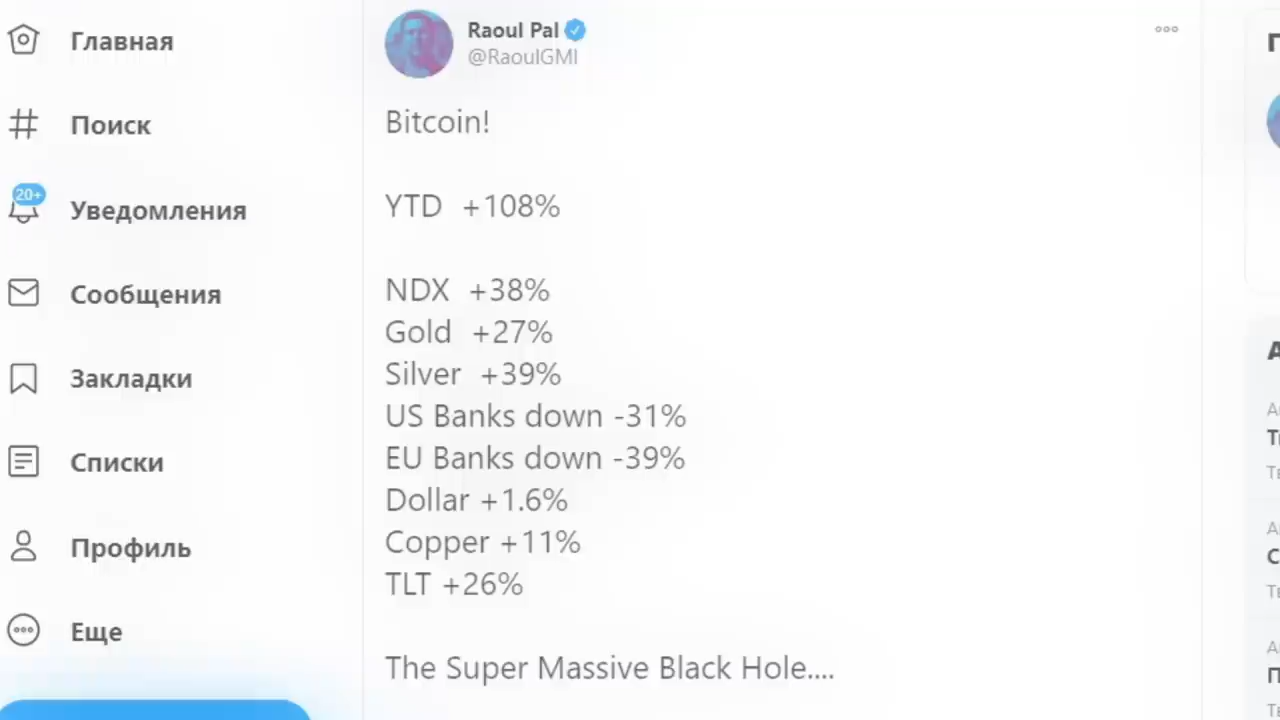 Главная
Поиск
20+
Уведомления
Сообщения
Закладки
Списки
Профиль
Еще
Raoul Pal
@RaoulGMI
Bitcoin!
YTD +108%
NDX +38%
Gold +27%
Silver +39%
US Banks down -31%
EU Banks down -39%
Dollar +1.6%
Copper +11%
TLT +26%
The Super Massive Black Hole....